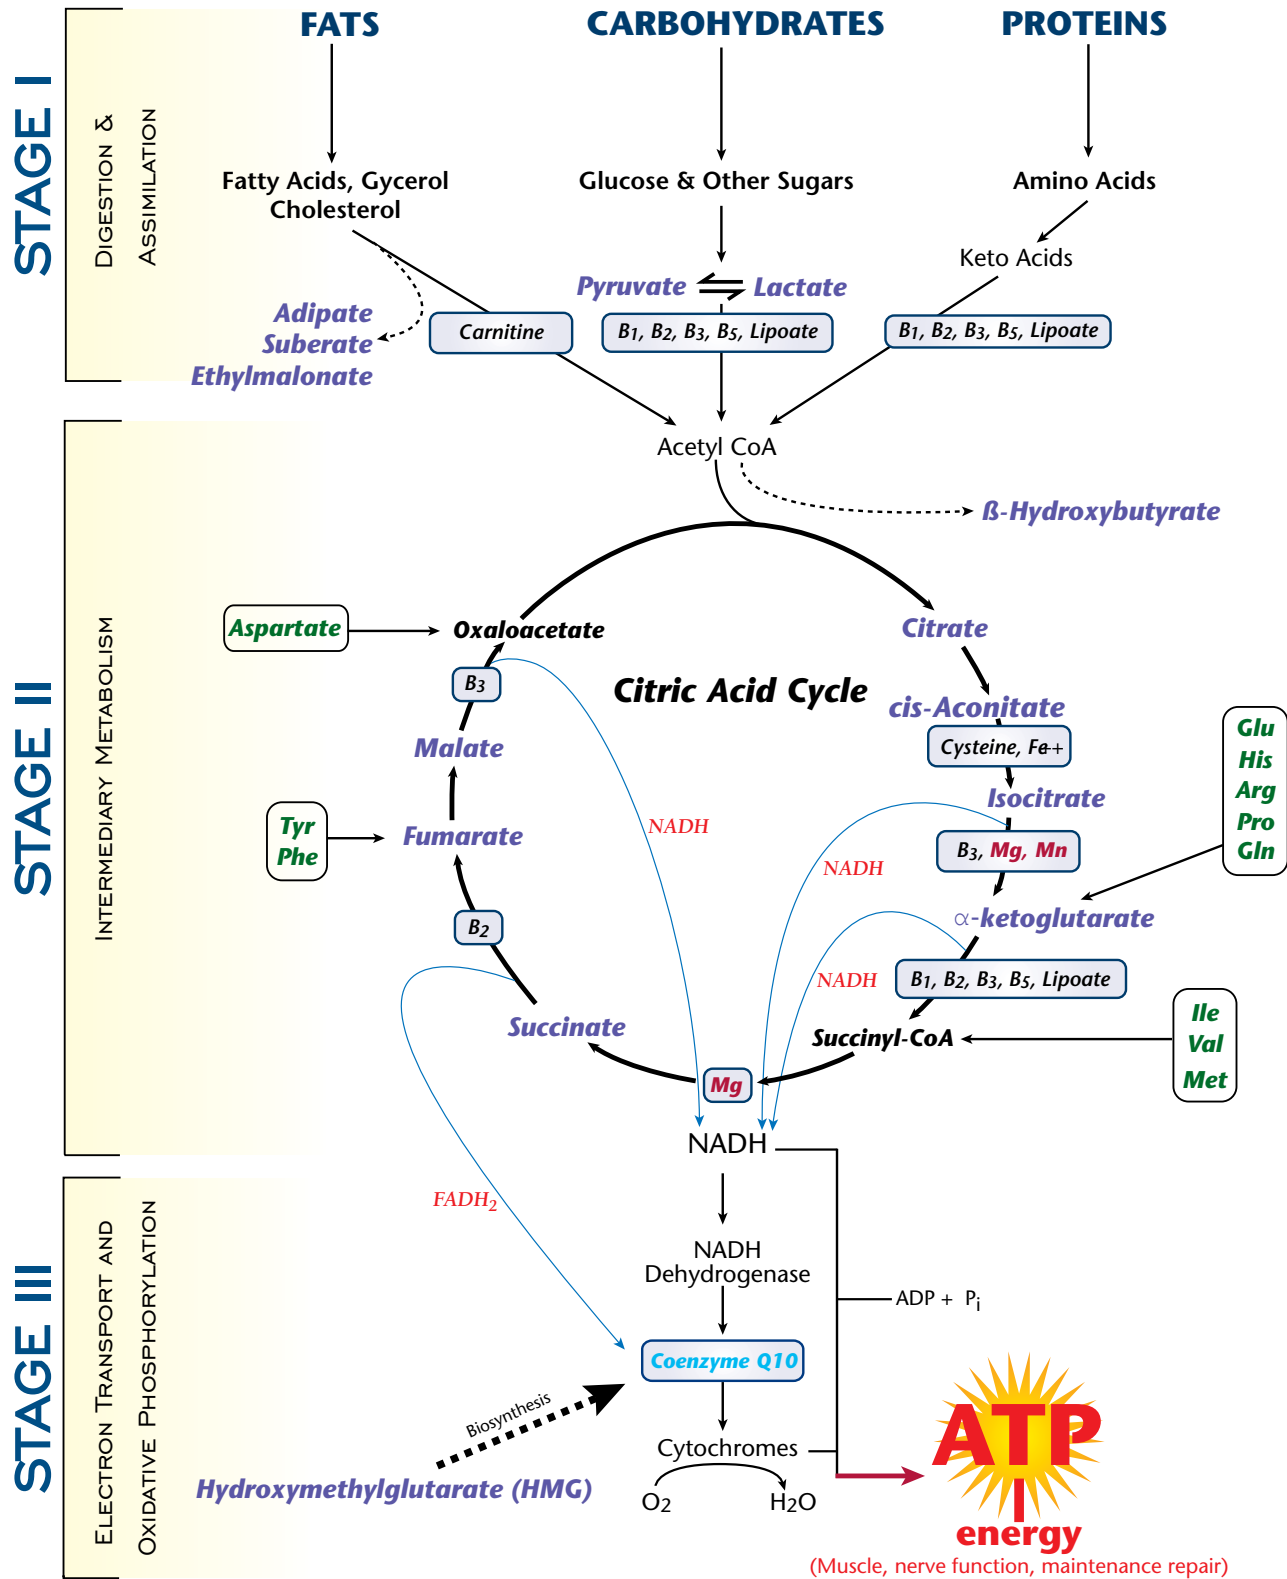 FATS
CARBOHYDRATES
PROTEINS
STAGE I
DIGESTION &
ASSIMILATION
Fatty Acids, Gycerol
Cholesterol
Glucose & Other Sugars
Amino Acids
Keto Acids
Pyruvate
Lactate
Adipate
Suberate
Ethylmalonate
Carnitine
B1, B2, B3, B5, Lipoate
B1, B2, B3, B5, Lipoate
Acetyl CoA
ß-Hydroxybutyrate
STAGE II
INTERMEDIARY METABOLISM
Aspartate
Oxaloacetate
Citrate
B3
Citric Acid Cycle
cis-Aconitate
Cysteine, Fe++
Malate
Isocitrate
Glu
His
Arg
Pro
Gln
Tyr
Phe
Fumarate
NADH
B3, Mg, Mn
NADH
α-ketoglutarate
B2
NADH
B1, B2, B3, B5, Lipoate
Succinate
Succinyl-CoA
Ile
Val
Met
Mg
NADH
STAGE III
ELECTRON TRANSPORT AND
OXIDATIVE PHOSPHORYLATION
FADH2
NADH
Dehydrogenase
ADP + Pi
Coenzyme Q10
Biosynthesis
Cytochromes
Hydroxymethylglutarate (HMG)
O2
H2O
ATP
energy
(Muscle, nerve function, maintenance repair)